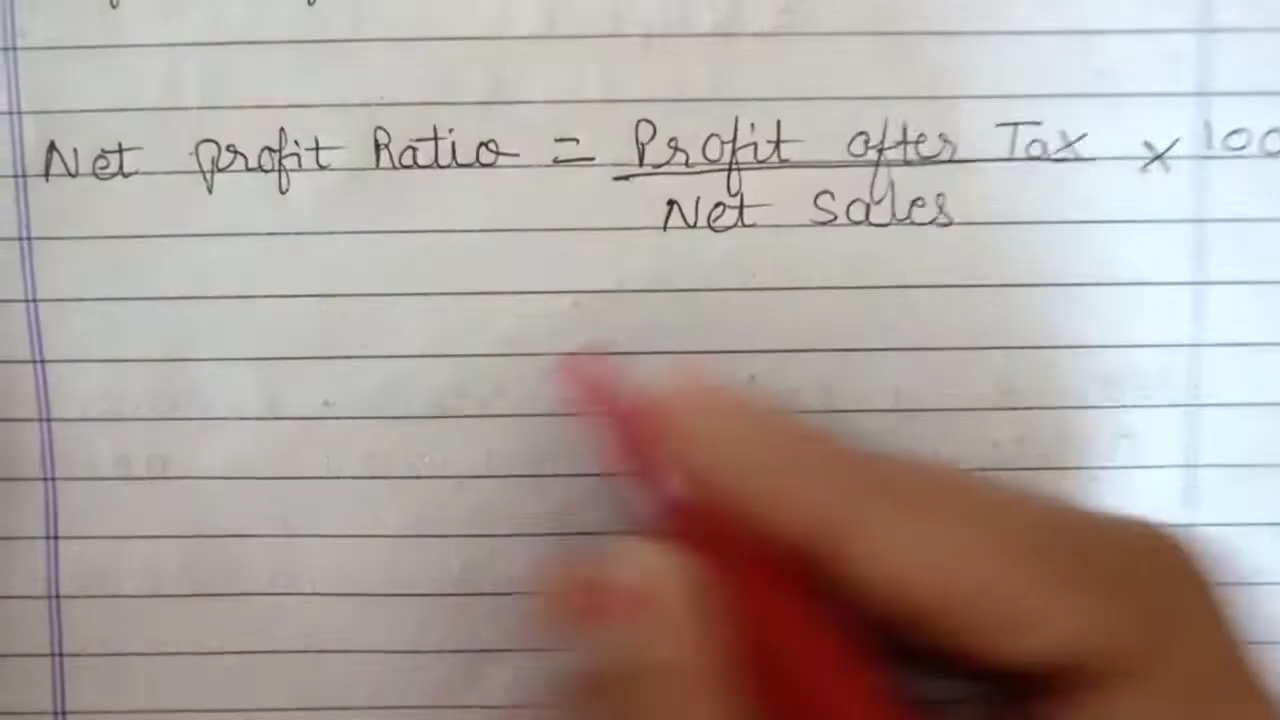 Net profit Ratio = Profit after Tax × 100
Net Sales